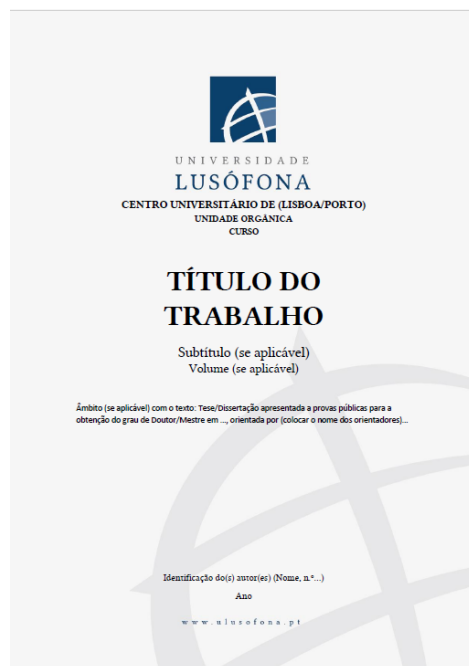 UNIVERSIDADE
LUSÓFONA
CENTRO UNIVERSITÁRIO DE (LISBOA/PORTO)
UNIDADE ORGÂNICA
CURSO
TÍTULO DO
TRABALHO
Subtítulo (se aplicável)
Volume (se aplicável)
Âmbito (se aplicável) com o texto: Tese/Dissertação apresentada a provas públicas para a
obtenção do grau de Doutor/Mestre em ..., orientada por (colocar o nome dos orientadores)...
Identificação do(s) autor(es) (Nome, n.º...)
Ano
www.ulusofona.pt